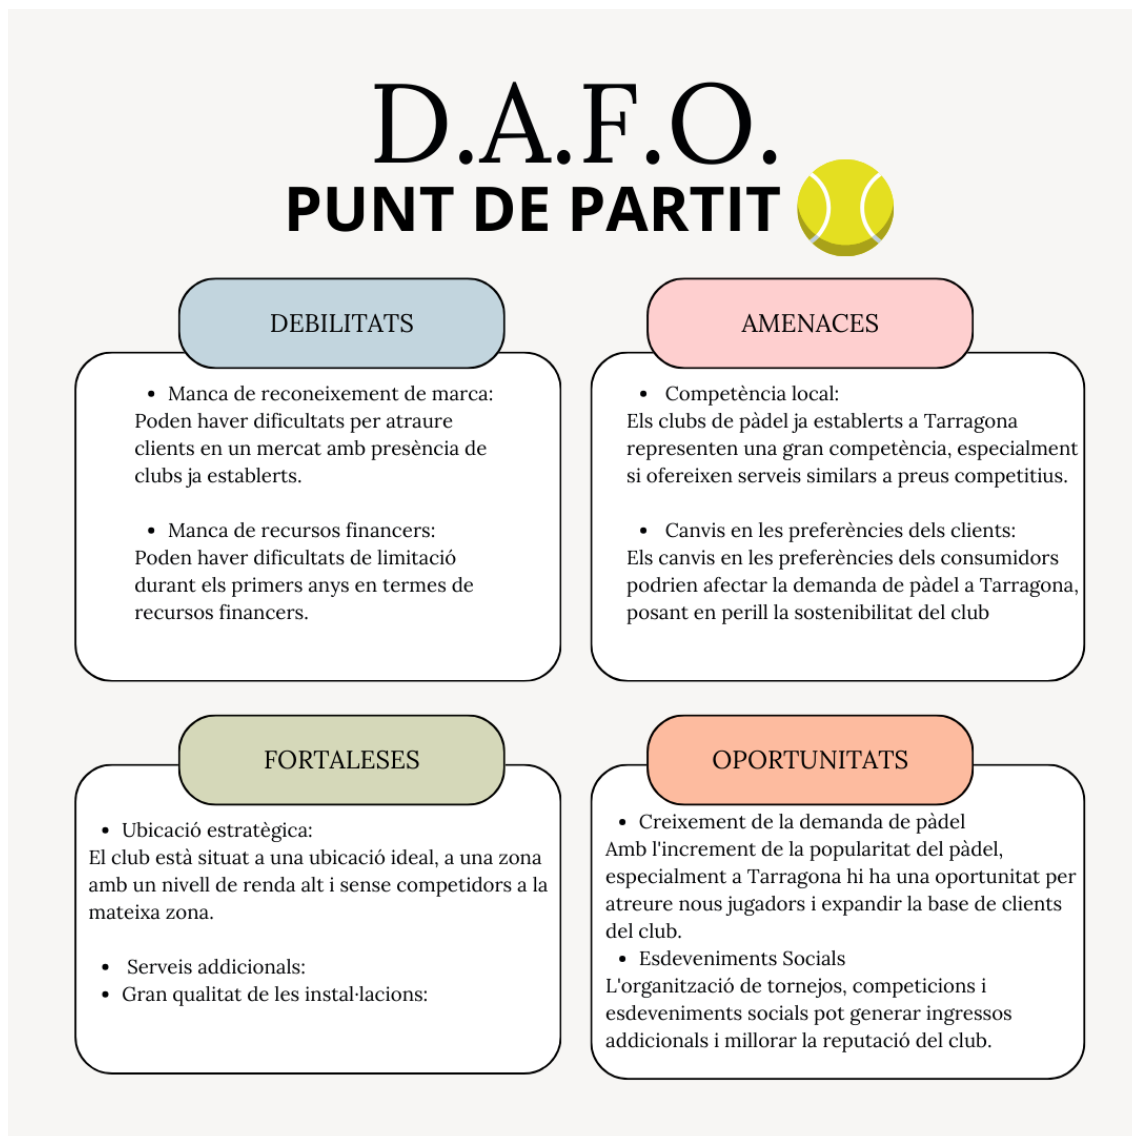 D.A.F.O.
PUNT DE PARTIT
DEBILITATS
• Manca de reconeixement de marca:
Poden haver dificultats per atraure
clients en un mercat amb presència de
clubs ja establerts.
• Manca de recursos financers:
Poden haver dificultats de limitació
durant els primers anys en termes de
recursos financers.
AMENACES
• Competència local:
Els clubs de pàdel ja establerts a Tarragona
representen una gran competència, especialment
si ofereixen serveis similars a preus competitius.
• Canvis en les preferències dels clients:
Els canvis en les preferències dels consumidors
podrien afectar la demanda de pàdel a Tarragona,
posant en perill la sostenibilitat del club
FORTALESES
• Ubicació estratègica:
El club està situat a una ubicació ideal, a una zona
amb un nivell de renda alt i sense competidors a la
mateixa zona.
• Serveis addicionals:
• Gran qualitat de les instal·lacions:
OPORTUNITATS
• Creixement de la demanda de pàdel
Amb l'increment de la popularitat del pàdel,
especialment a Tarragona hi ha una oportunitat per
atreure nous jugadors i expandir la base de clients
del club.
• Esdeveniments Socials
L'organització de tornejos, competicions i
esdeveniments socials pot generar ingressos
addicionals i millorar la reputació del club.